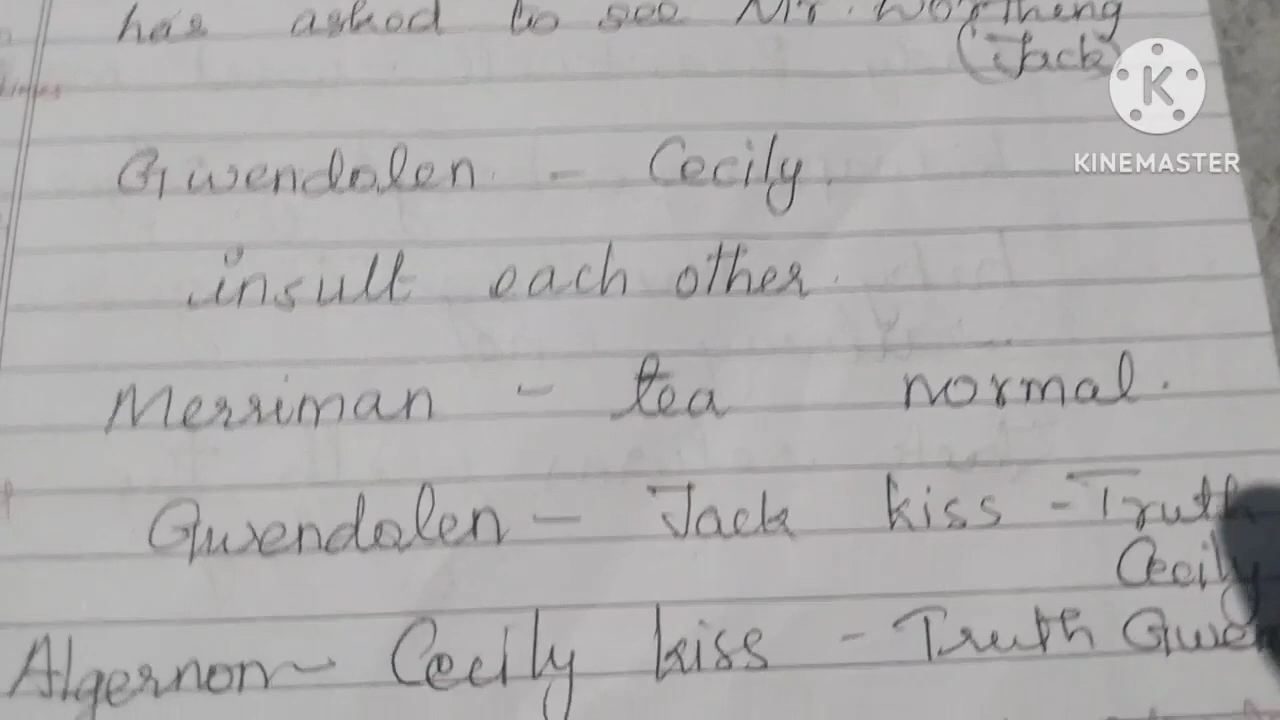 has asked to see Mr. Wortheng
(Jack)
K
KINEMASTER
Gwendolen - Cecily.
insult each other.
Merriman - tea normal.
Gwendolen - Jack kiss - Truth
Cecily
Algernon - Cecily kiss - Truth Gwen